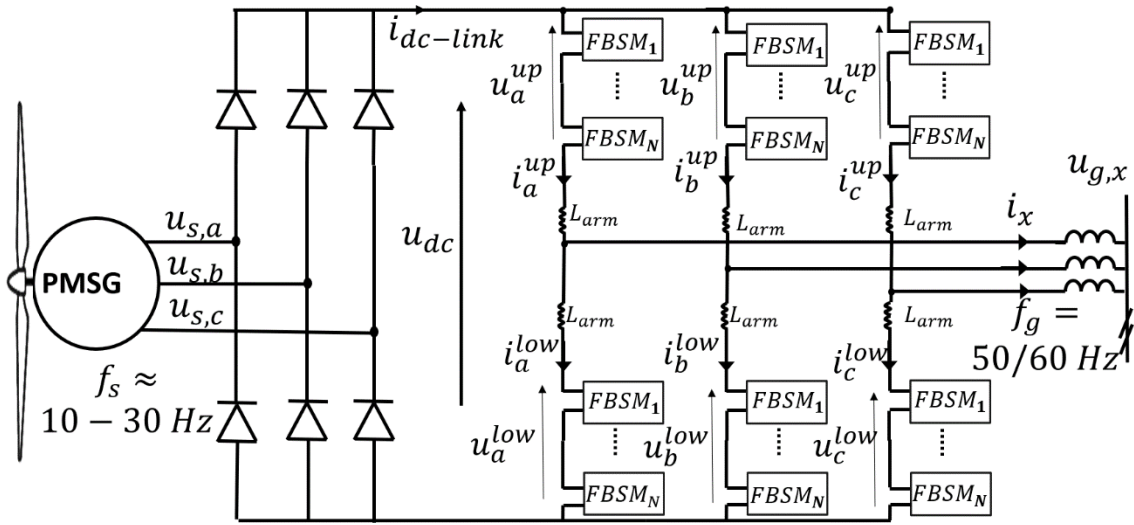 i_{dc-link}
FBSM_1 FBSM_1 FBSM_1
u_a^{up} u_b^{up} u_c^{up}
FBSM_N FBSM_N FBSM_N
i_a^{up} i_b^{up} i_c^{up}
u_{g,x}
L_{arm} L_{arm} L_{arm}
i_x
u_{s,a}
u_{dc}
PMSG
u_{s,b}
u_{s,c}
L_{arm} L_{arm} L_{arm}
f_g =
50/60 Hz
i_a^{low} i_b^{low} i_c^{low}
f_s ≈
10 − 30 Hz
FBSM_1 FBSM_1 FBSM_1
u_a^{low} u_b^{low} u_c^{low}
FBSM_N FBSM_N FBSM_N